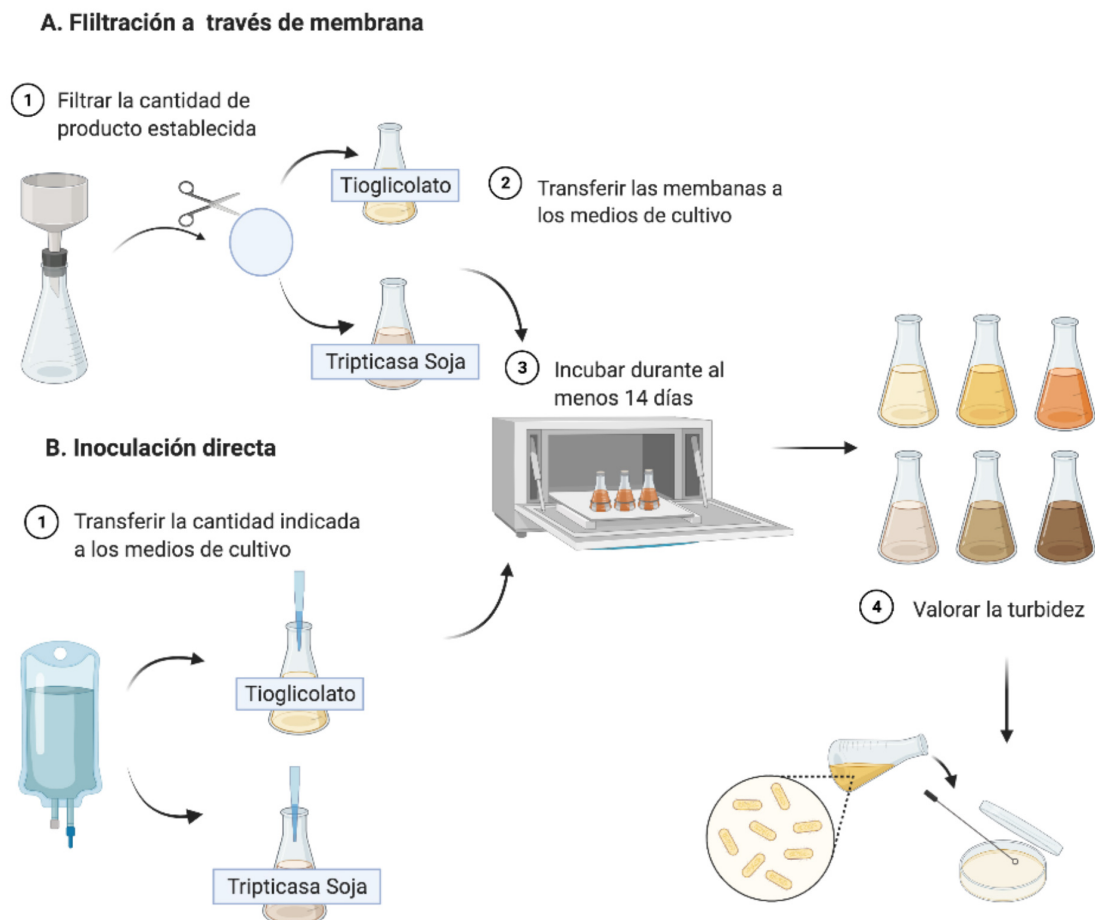 A. Fliltración a través de membrana
1 Filtrar la cantidad de
producto establecida
Tioglicolato
2 Transferir las membanas a
los medios de cultivo
Tripticasa Soja
3 Incubar durante al
menos 14 días
B. Inoculación directa
1 Transferir la cantidad indicada
a los medios de cultivo
Tioglicolato
Tripticasa Soja
4 Valorar la turbidez